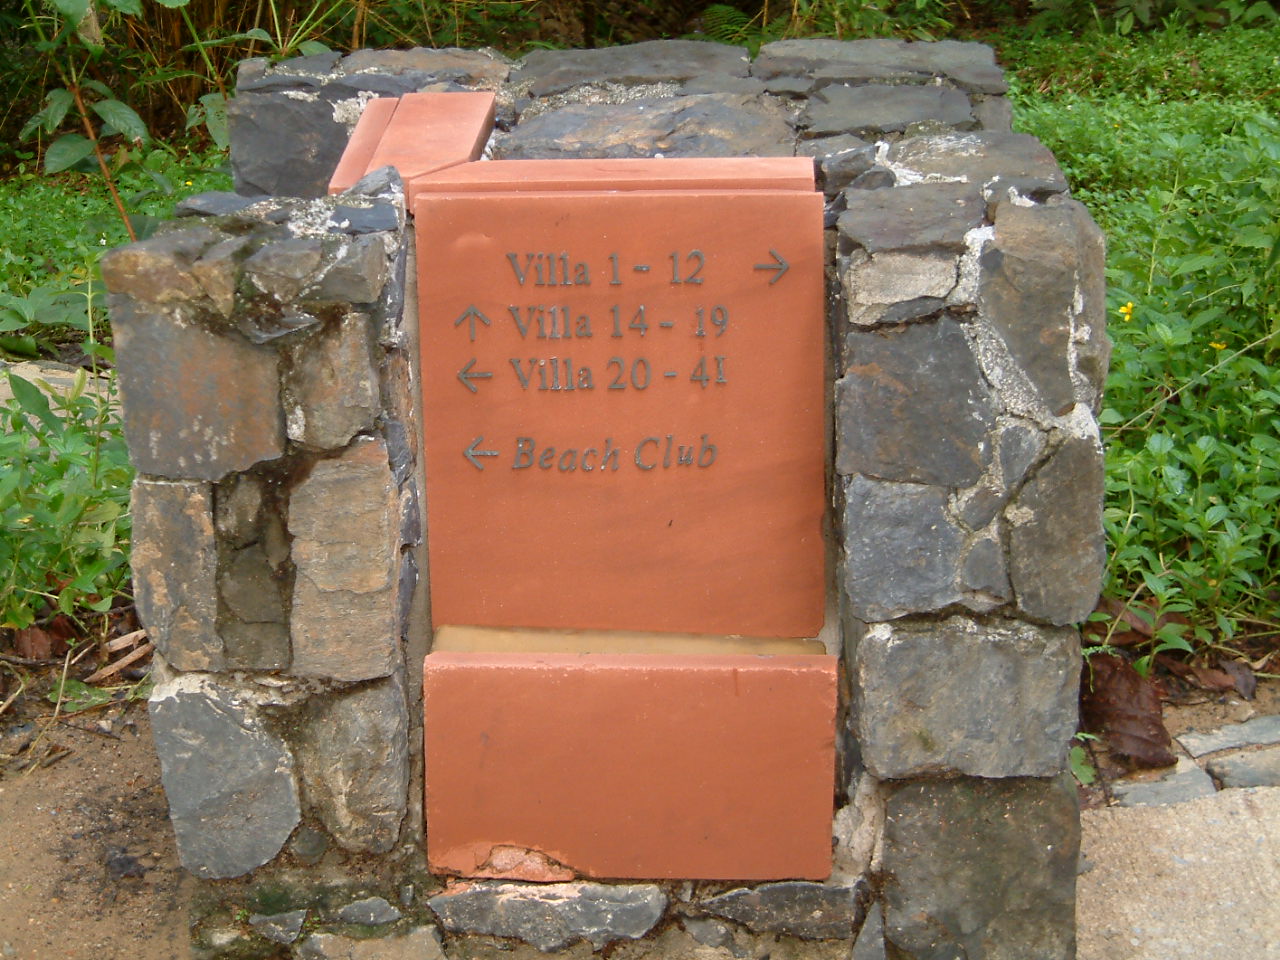 Villa 1 - 12 →
↑ Villa 14 - 19
← Villa 20 - 41
← Beach Club